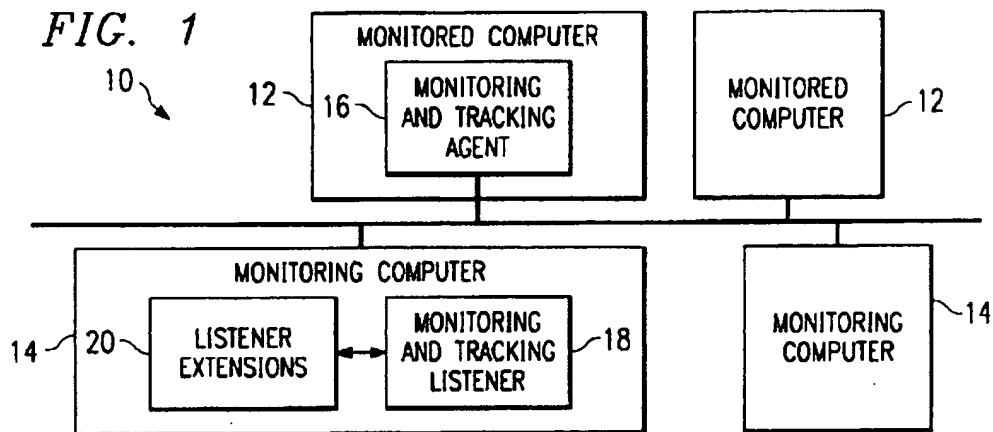 FIG. 1
10
MONITORED COMPUTER
12
16
MONITORING
AND TRACKING
AGENT
MONITORED
COMPUTER
12
MONITORING COMPUTER
14
20
LISTENER
EXTENSIONS
MONITORING
AND TRACKING
LISTENER
18
MONITORING
COMPUTER
14